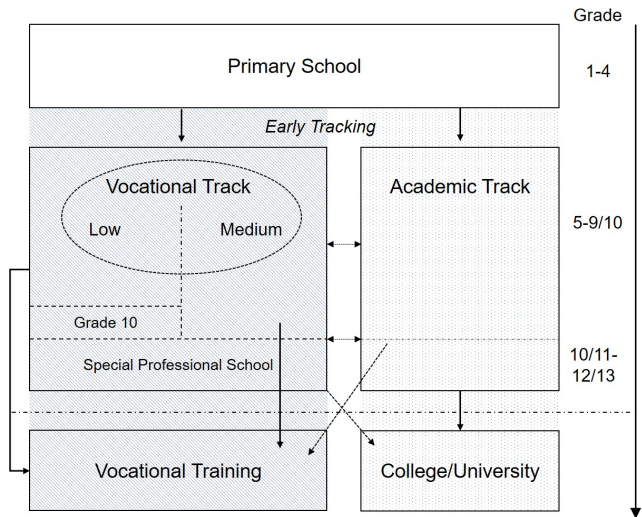 Grade
Primary School
1-4
Early Tracking
Vocational Track
Academic Track
Low
Medium
5-9/10
Grade 10
Special Professional School
10/11-
12/13
Vocational Training
College/University